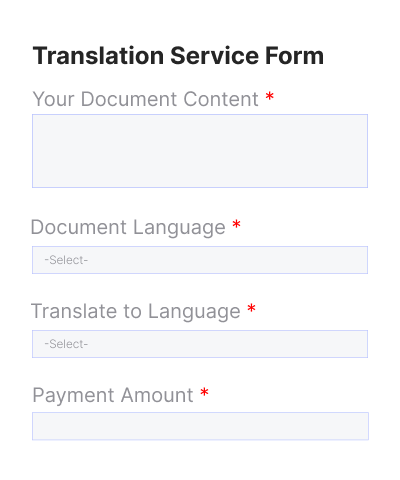 Translation Service Form
Your Document Content *
Document Language *
-Select-
Translate to Language *
-Select-
Payment Amount *